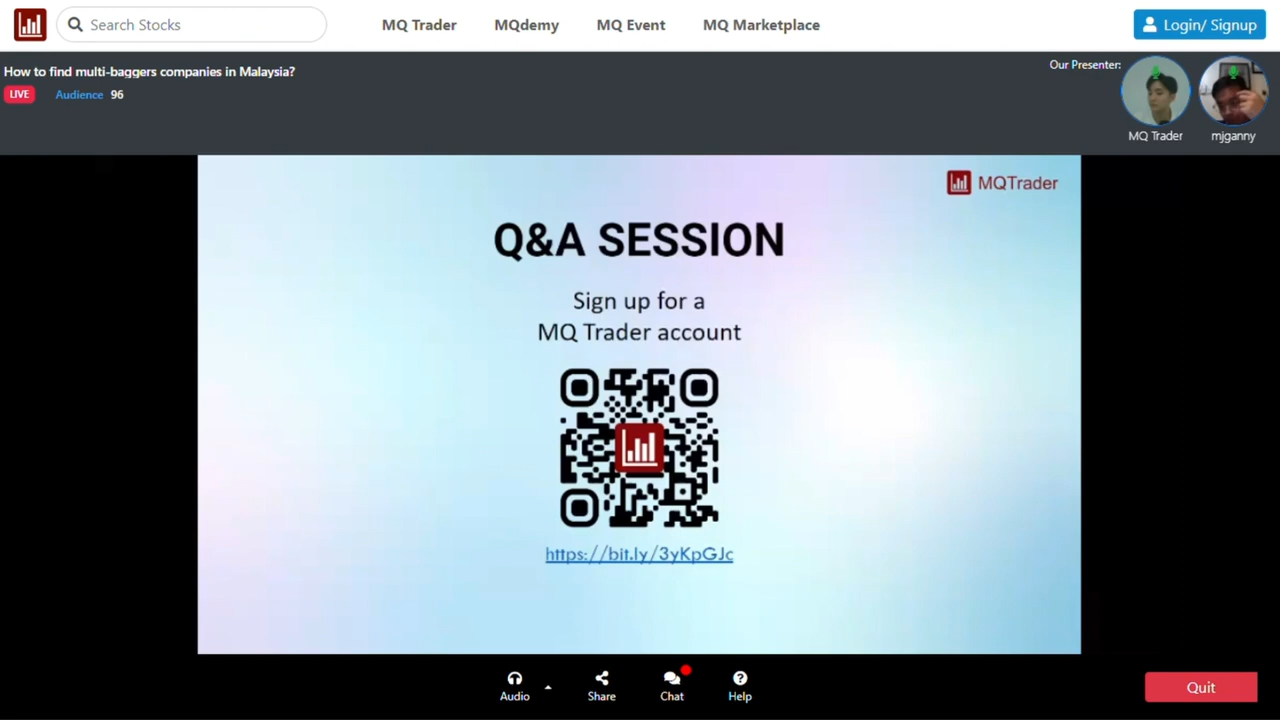 Search Stocks
MQ Trader
MQdemy
MQ Event
MQ Marketplace
Login/ Signup
How to find multi-baggers companies in Malaysia?
LIVE
Audience 96
Our Presenter:
MQ Trader
mjganny
MQTrader
Q&A SESSION
Sign up for a
MQ Trader account
https://bit.ly/3yKpGJc
Audio
Share
Chat
Help
Quit